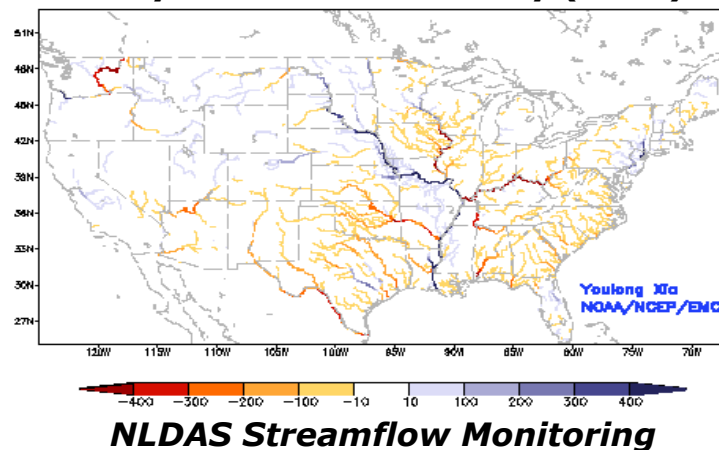 51N
48N
45N
42N
39N
36N
33N
30N
27N
Youlong Xia
NOAA/NCEP/EMC
120W 115W 110W 105W 100W 95W 90W 85W 80W 75W 70W
-400 -300 -200 -100 -10 10 100 200 300 400
NLDAS Streamflow Monitoring